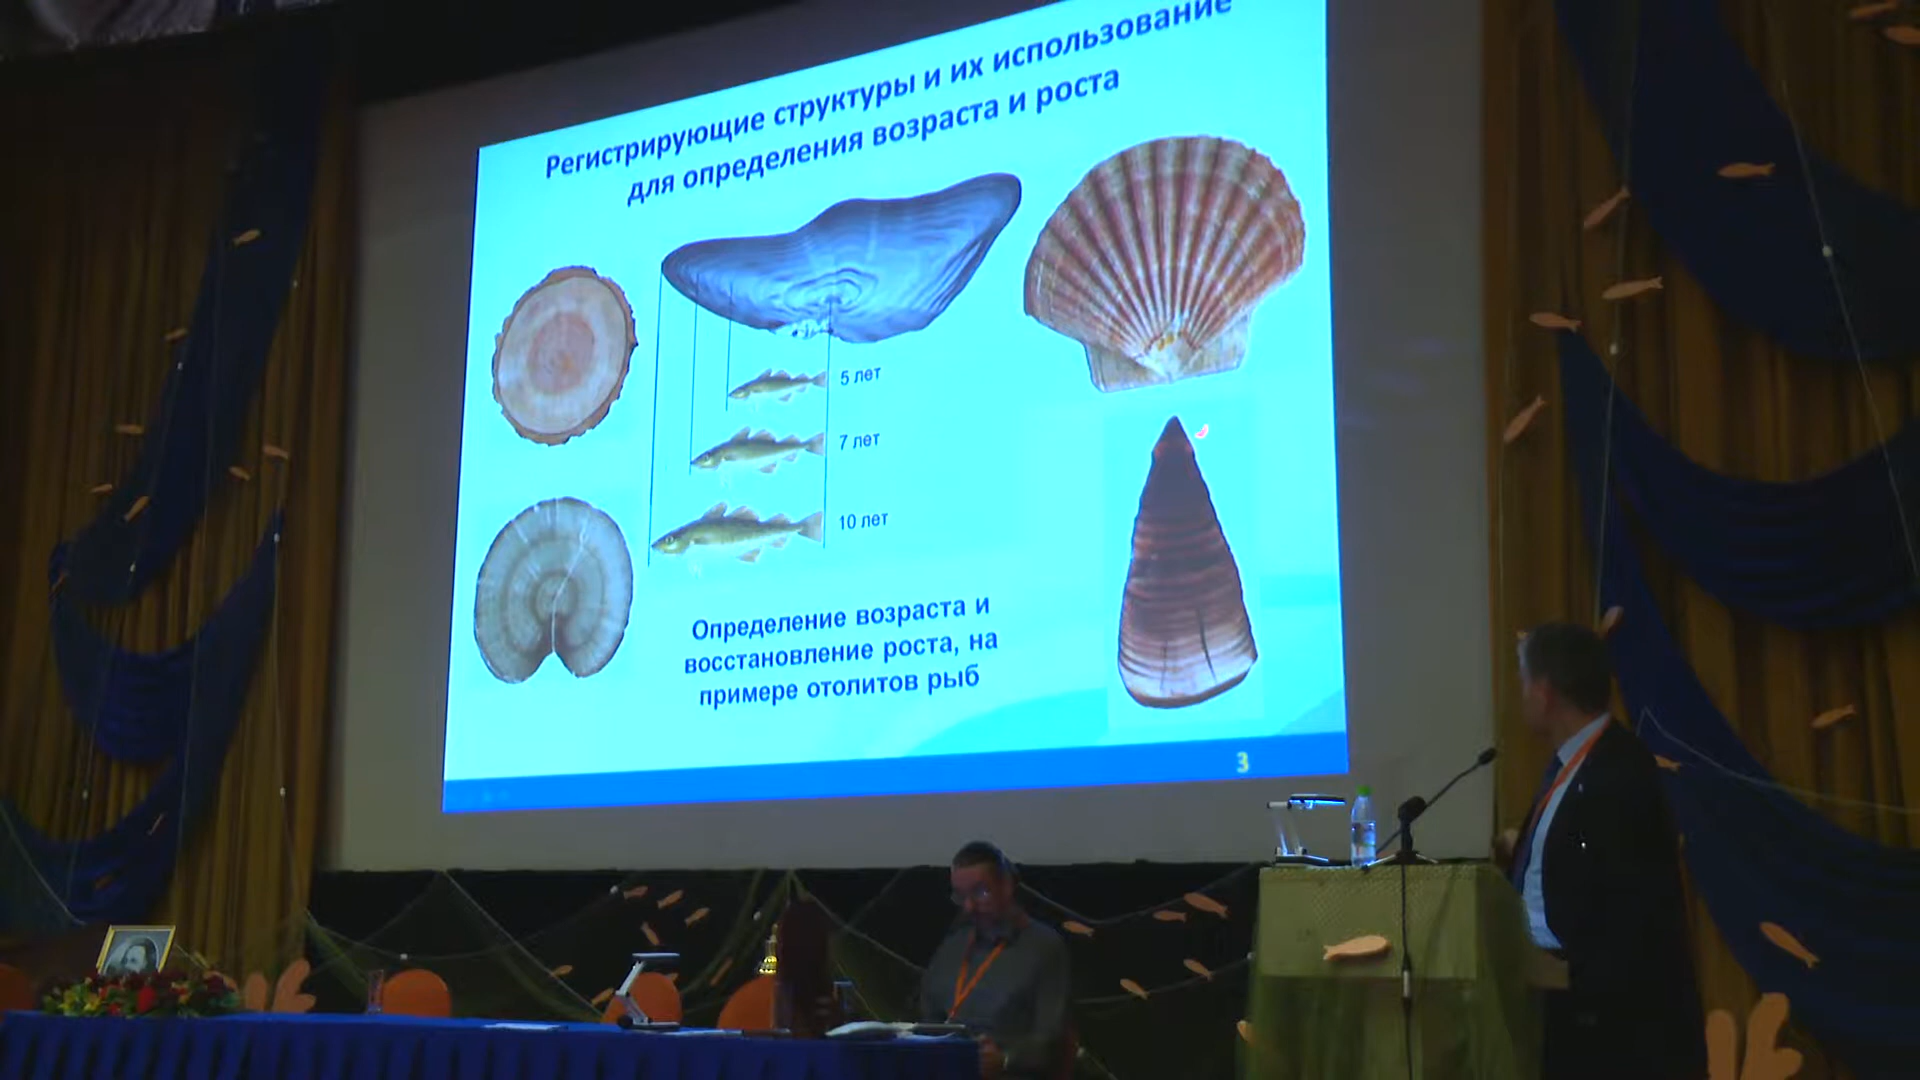 Регистрирующие структуры и их использование
для определения возраста и роста
5 лет
7 лет
10 лет
Определение возраста и
восстановление роста, на
примере отолитов рыб
3